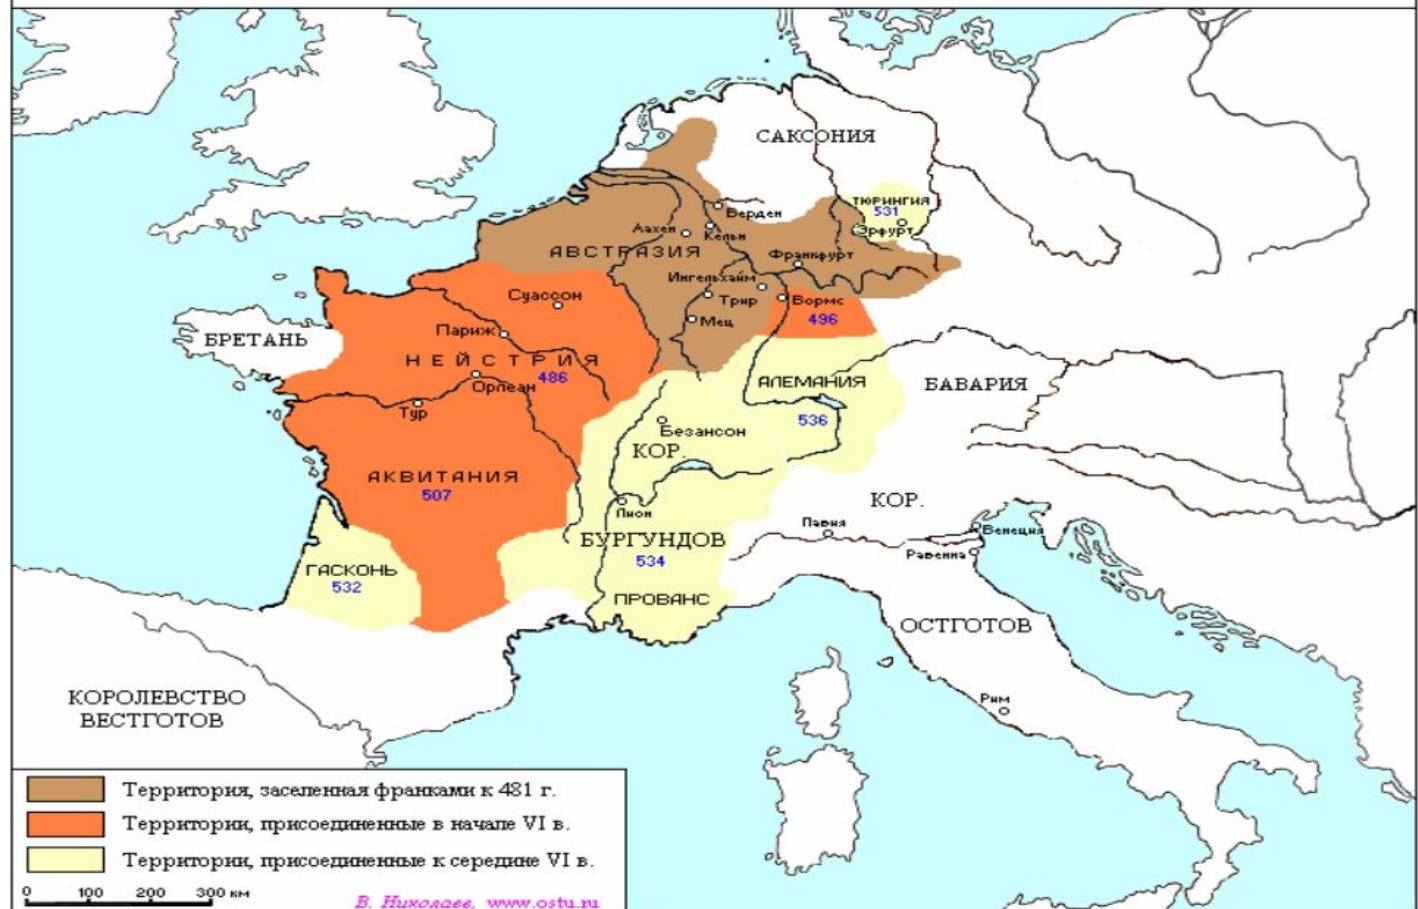 САКСОНИЯ
ТЮРИНГИЯ
531
Эрфурт
Верден
Аахен
Кельн
АВСТРАЗИЯ
Франкфурт
Ингельхайм
Трир
Вормс
496
Мец
Суассон
Париж
БРЕТАНЬ
НЕЙСТРИЯ
486
Орлеан
Тур
АЛЕМАНИЯ
536
БАВАРИЯ
Безансон
КОР.
АКВИТАНИЯ
507
Лион
КОР.
Павия
Венеция
Равенна
БУРГУНДОВ
534
ГАСКОНЬ
532
ПРОВАНС
ОСТГОТОВ
Рим
КОРОЛЕВСТВО
ВЕСТГОТОВ
Территория, заселенная франками к 481 г.
Территории, присоединенные в начале VI в.
Территории, присоединенные к середине VI в.
0 100 200 300 км
В. Николаев, www.ostu.ru